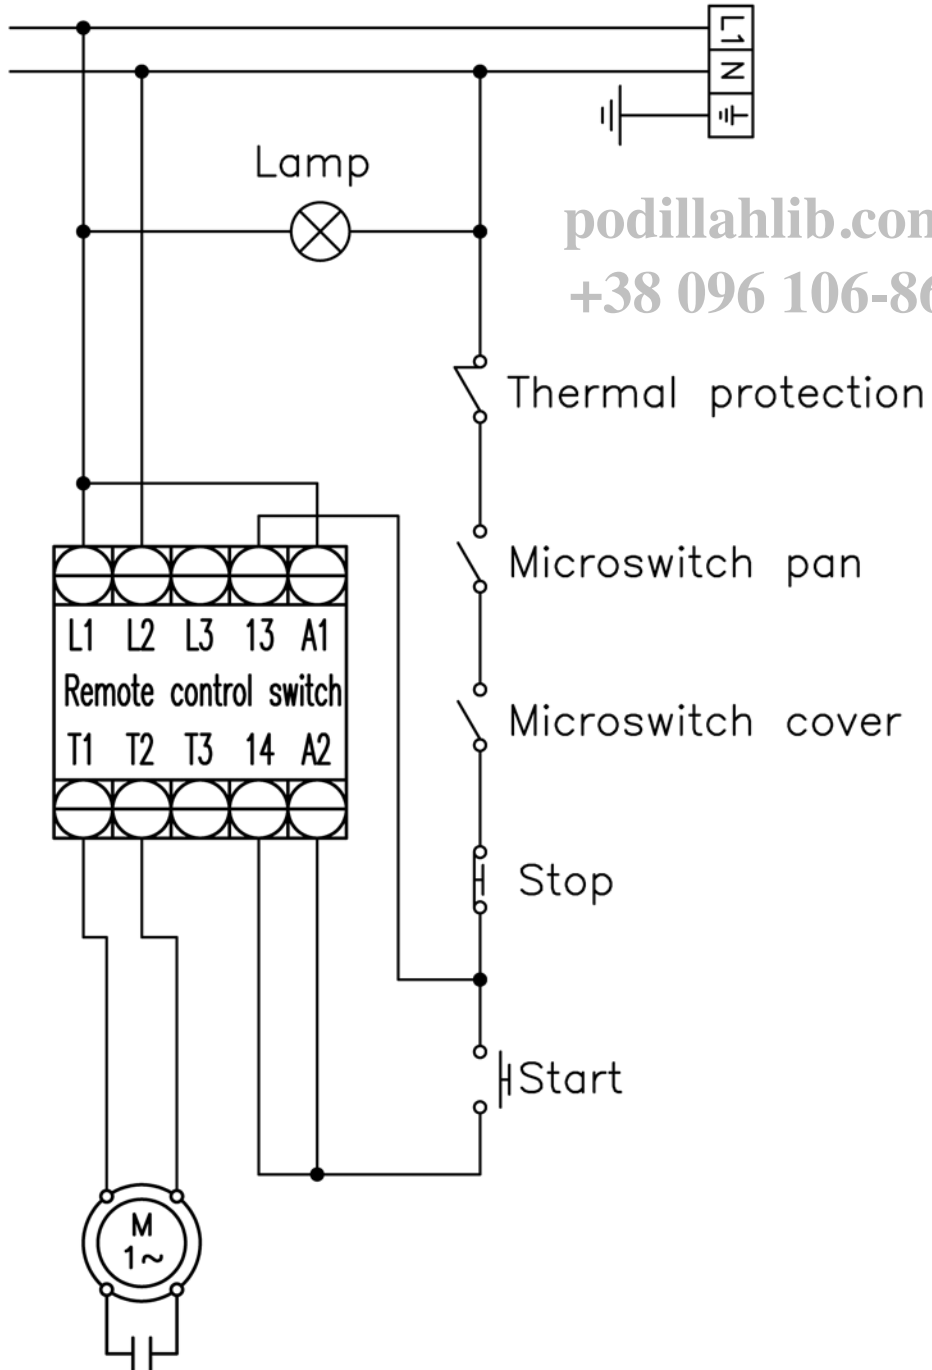 L1
N
Lamp
podillahlib.com
+38 096 106-86
Thermal protection
Microswitch pan
L1 L2 L3 13 A1
Remote control switch
Microswitch cover
T1 T2 T3 14 A2
Stop
Start
M
1~